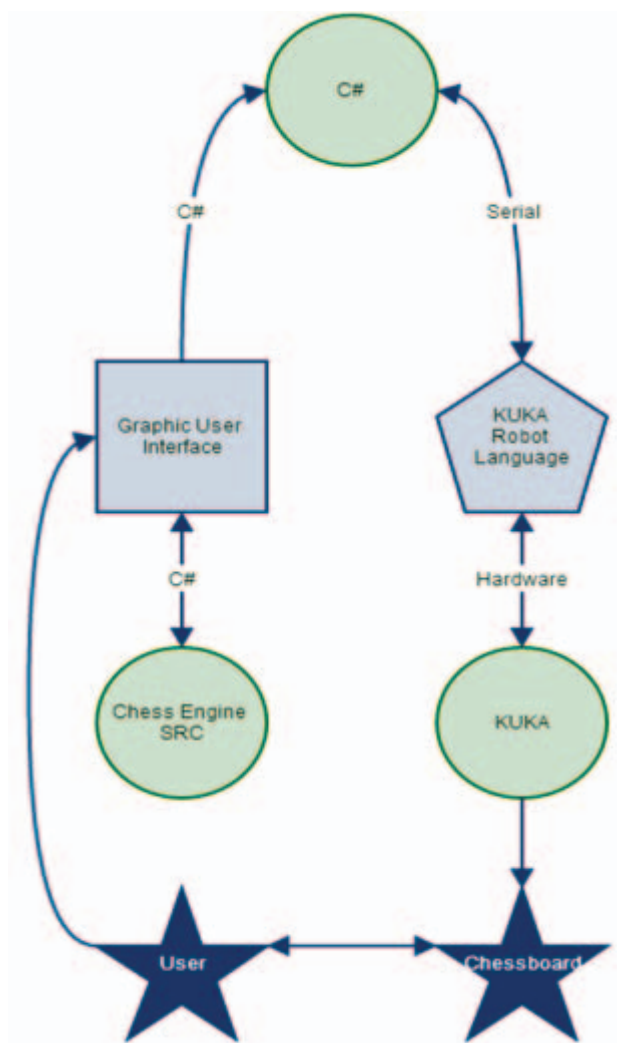 C#
C#
Serial
Graphic User
Interface
KUKA
Robot
Language
C#
Hardware
Chess Engine
SRC
KUKA
User
Chessboard